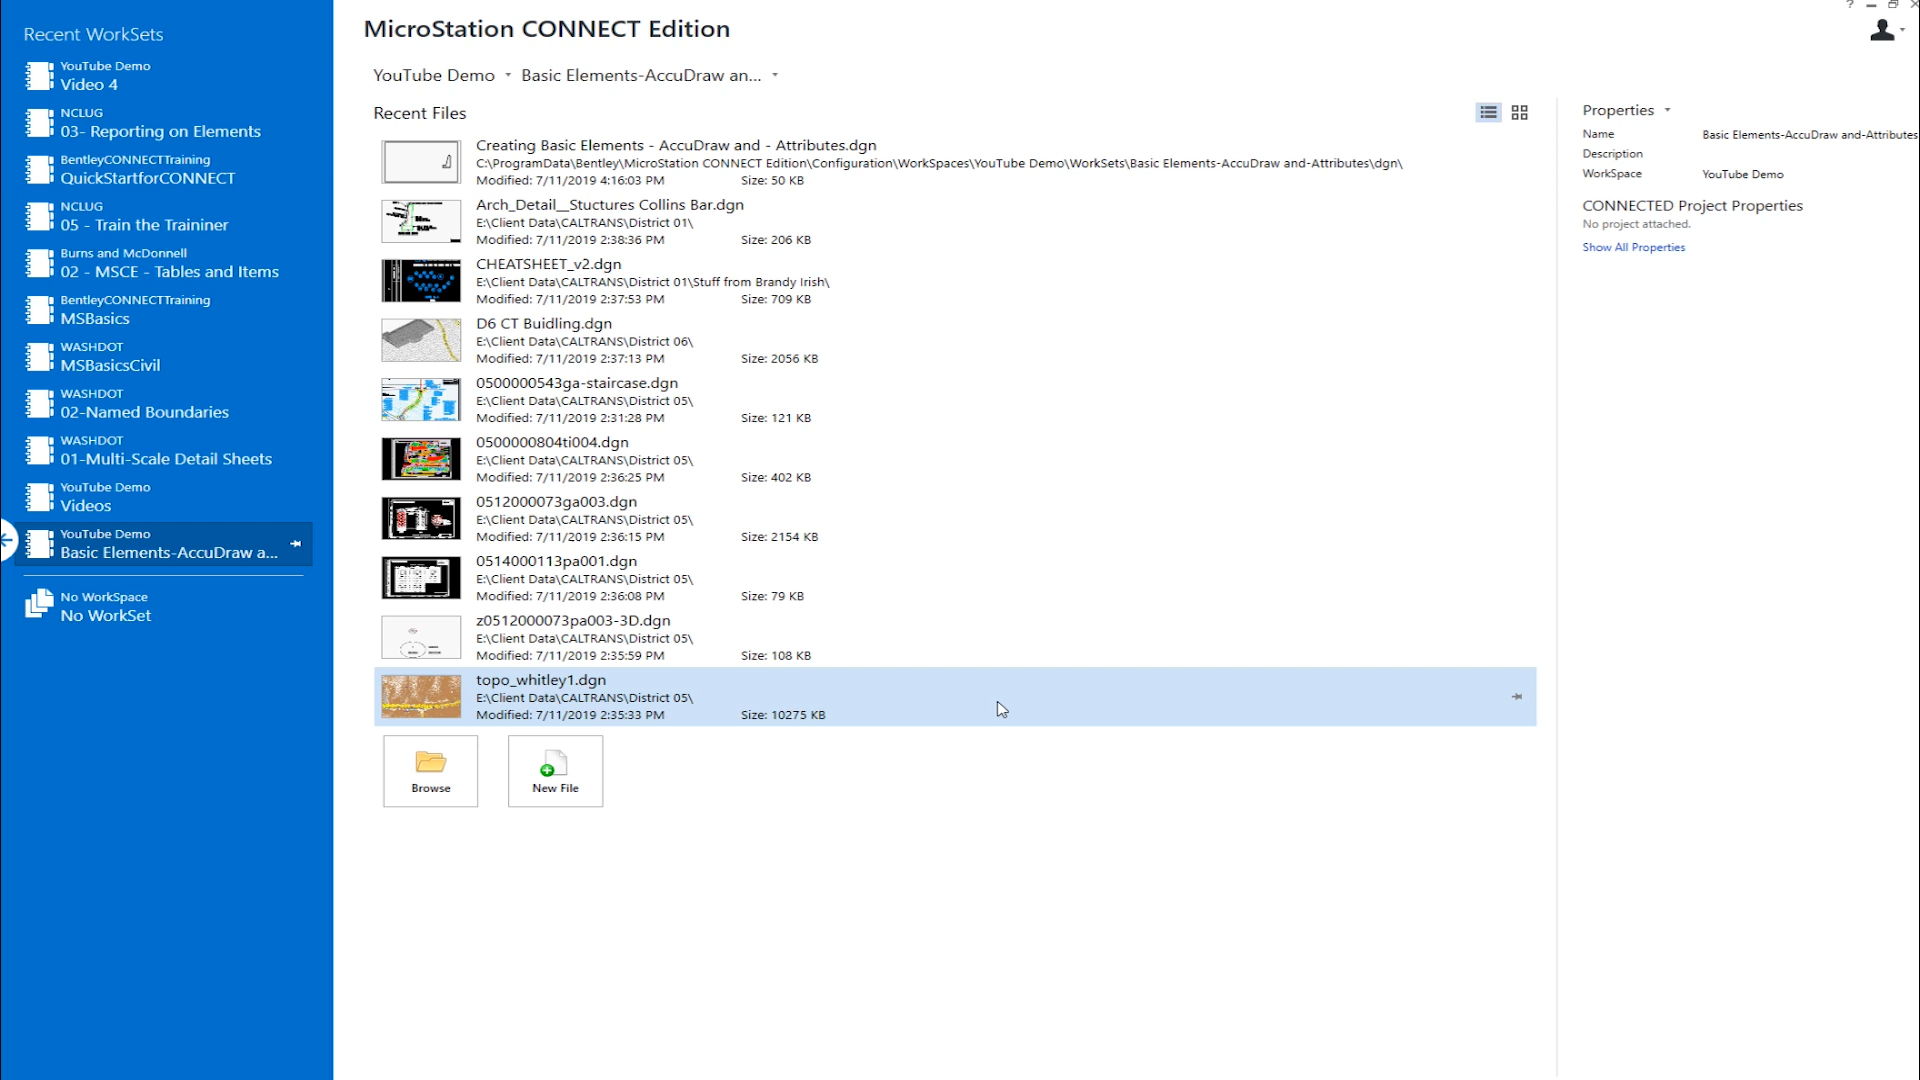 Recent WorkSets
YouTube Demo
Video 4
NCLUG
03- Reporting on Elements
BentleyCONNECTTraining
QuickStartforCONNECT
NCLUG
05 - Train the Traininer
Burns and McDonnell
02 - MSCE - Tables and Items
BentleyCONNECTTraining
MSBasics
WASHDOT
MSBasicsCivil
WASHDOT
02-Named Boundaries
WASHDOT
01-Multi-Scale Detail Sheets
YouTube Demo
Videos
YouTube Demo
Basic Elements-AccuDraw a...
No WorkSpace
No WorkSet
MicroStation CONNECT Edition
YouTube Demo Basic Elements-AccuDraw an...
Recent Files
Creating Basic Elements - AccuDraw and - Attributes.dgn
C:\ProgramData\Bentley\MicroStation CONNECT Edition\Configuration\WorkSpaces\YouTube Demo\WorkSets\Basic Elements-AccuDraw and-Attributes\dgn\
Modified: 7/11/2019 4:16:03 PM Size: 50 KB
Arch_Detail__Stuctures Collins Bar.dgn
E:\Client Data\CALTRANS\District 01\
Modified: 7/11/2019 2:38:36 PM Size: 206 KB
CHEATSHEET_v2.dgn
E:\Client Data\CALTRANS\District 01\Stuff from Brandy Irish\
Modified: 7/11/2019 2:37:53 PM Size: 709 KB
D6 CT Buidling.dgn
E:\Client Data\CALTRANS\District 06\
Modified: 7/11/2019 2:37:13 PM Size: 2056 KB
0500000543ga-staircase.dgn
E:\Client Data\CALTRANS\District 05\
Modified: 7/11/2019 2:31:28 PM Size: 121 KB
0500000804ti004.dgn
E:\Client Data\CALTRANS\District 05\
Modified: 7/11/2019 2:36:25 PM Size: 402 KB
0512000073ga003.dgn
E:\Client Data\CALTRANS\District 05\
Modified: 7/11/2019 2:36:15 PM Size: 2154 KB
0514000113pa001.dgn
E:\Client Data\CALTRANS\District 05\
Modified: 7/11/2019 2:36:08 PM Size: 79 KB
z0512000073pa003-3D.dgn
E:\Client Data\CALTRANS\District 05\
Modified: 7/11/2019 2:35:59 PM Size: 108 KB
topo_whitley1.dgn
E:\Client Data\CALTRANS\District 05\
Modified: 7/11/2019 2:35:33 PM Size: 10275 KB
Browse
New File
?
Properties
Name Basic Elements-AccuDraw and-Attributes
Description
WorkSpace YouTube Demo
CONNECTED Project Properties
No project attached.
Show All Properties